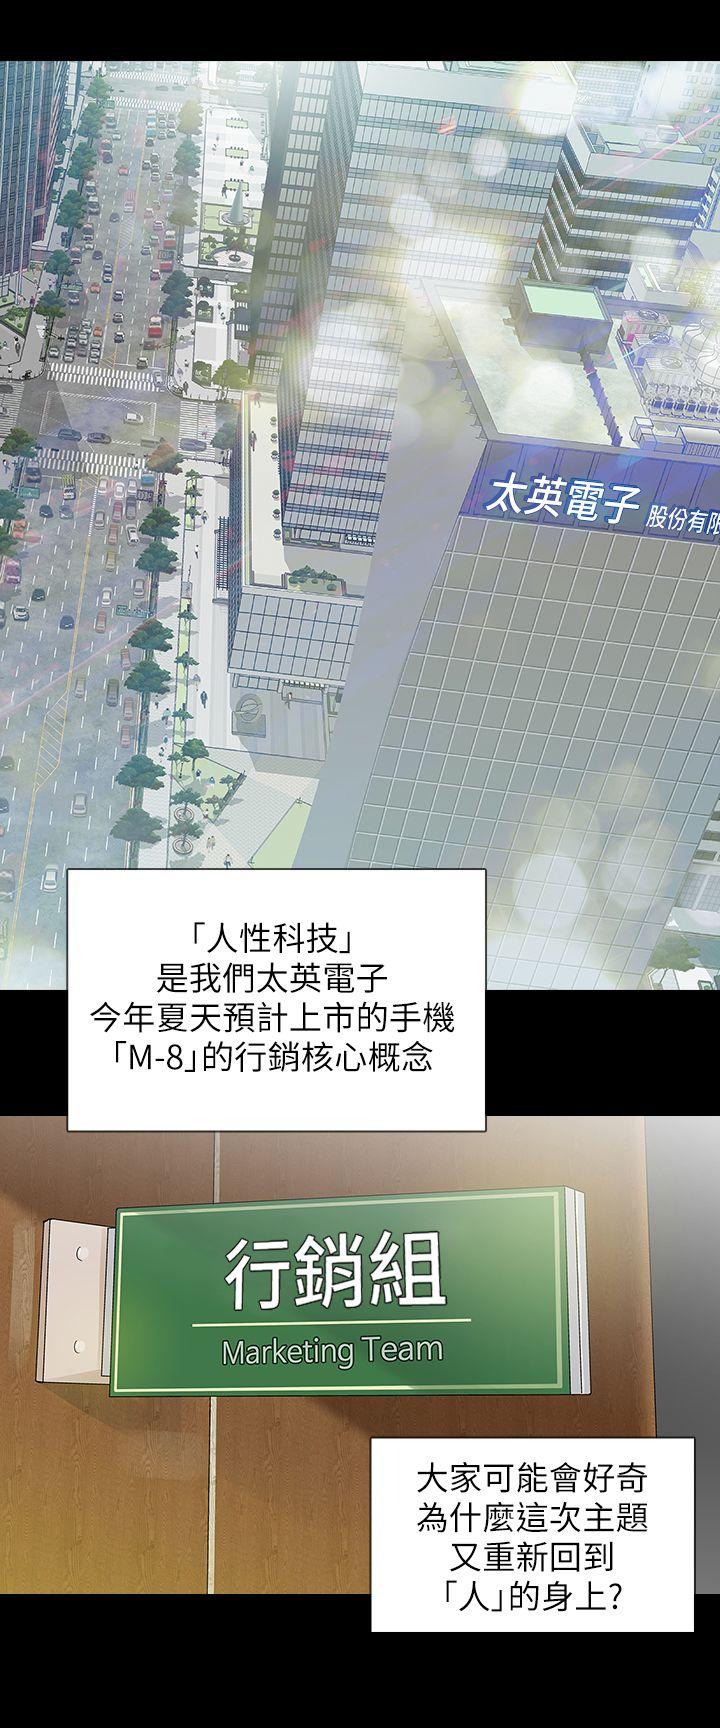 太英電子 股份有限
「人性科技」
是我們太英電子
今年夏天預計上市的手機
「M-8」的行銷核心概念
行銷組
Marketing Team
大家可能會好奇
為什麼這次主題
又重新回到
「人」的身上?